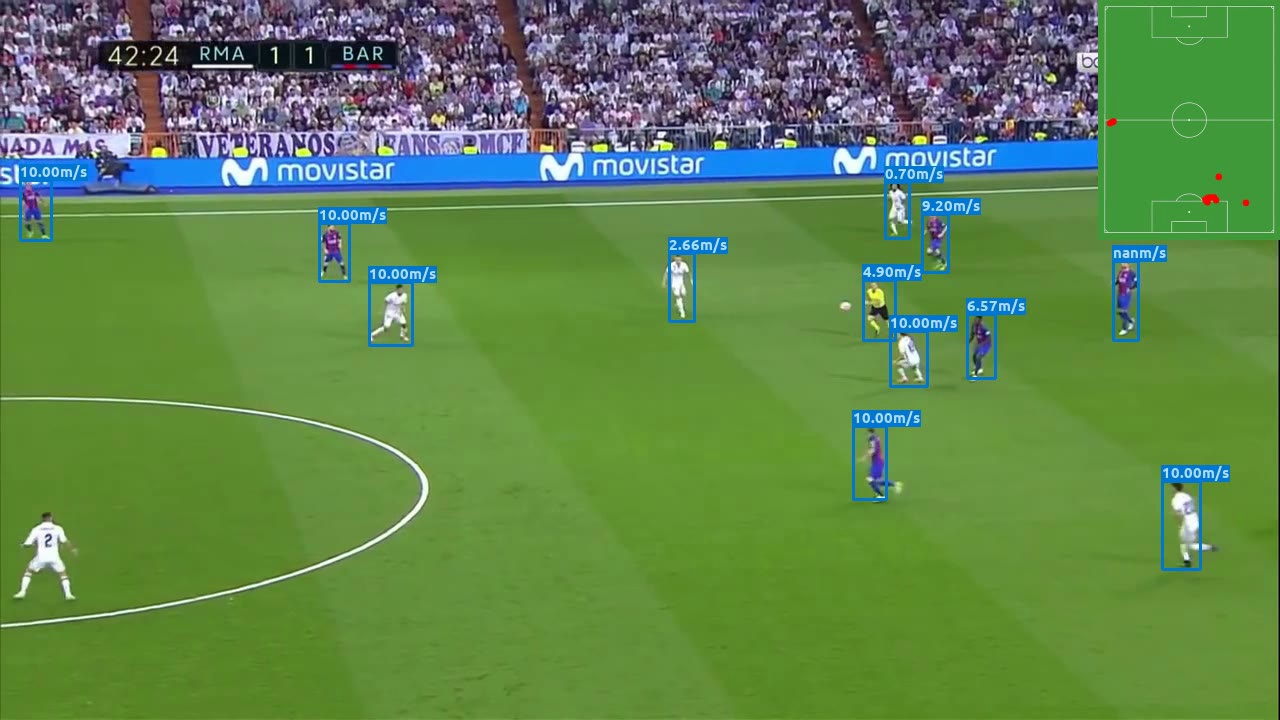 42:24 RMA 1 1 BAR
NADA MAS
VETERANOS
movistar movistar movistar
10.00m/s
0.70m/s
10.00m/s
9.20m/s
2.66m/s
nanm/s
10.00m/s
4.90m/s
6.57m/s
10.00m/s
10.00m/s
10.00m/s
2